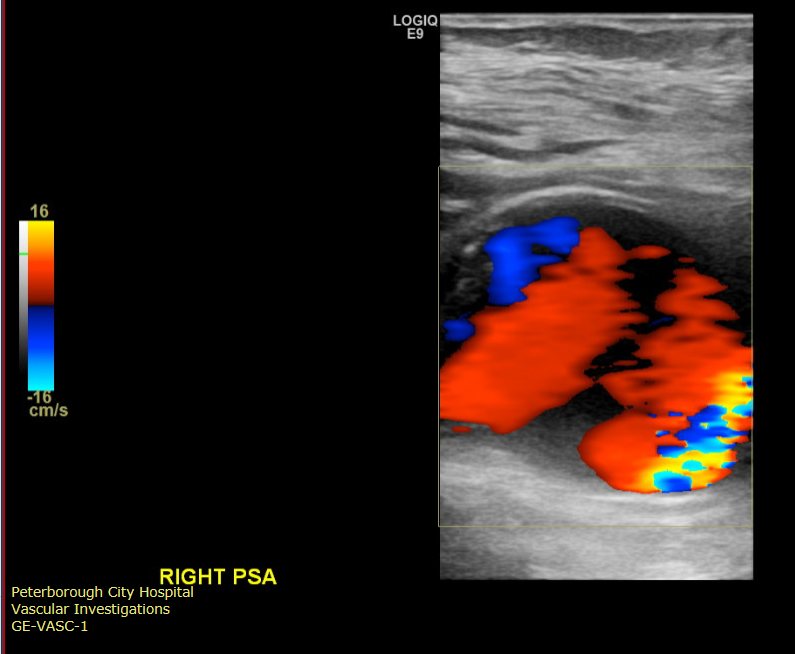 LOGIQ
E9
16
-16
cm/s
RIGHT PSA
Peterborough City Hospital
Vascular Investigations
GE-VASC-1